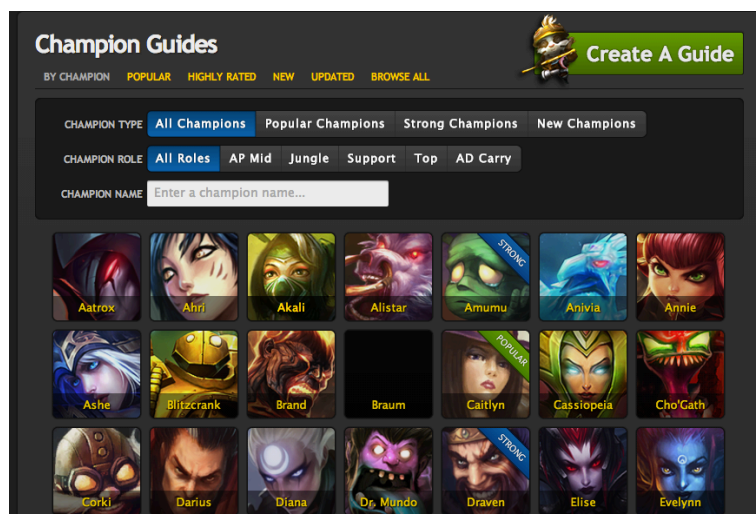 Champion Guides
Create A Guide
BY CHAMPION POPULAR HIGHLY RATED NEW UPDATED BROWSE ALL
CHAMPION TYPE All Champions Popular Champions Strong Champions New Champions
CHAMPION ROLE All Roles AP Mid Jungle Support Top AD Carry
CHAMPION NAME Enter a champion name...
STRONG
Aatrox Ahri Akali Alistar Amumu Anivia Annie
POPULAR
Ashe Blitzcrank Brand Braum Caitlyn Cassiopeia Cho'Gath
STRONG
Corki Darius Diana Dr. Mundo Draven Elise Evelynn